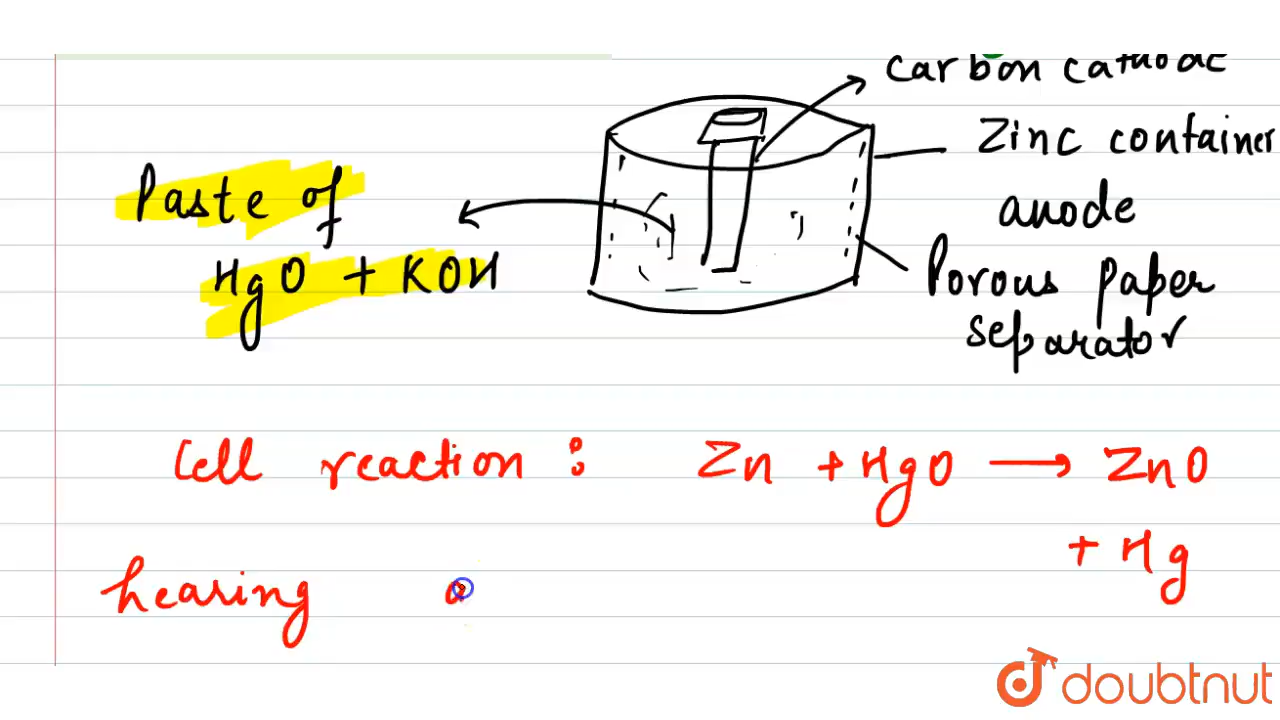 Carbon cathode
Zinc container
anode
Paste of
HgO + KOH
Porous paper
separator
Cell reaction : Zn + HgO → ZnO
+ Hg
hearing a
doubtnut